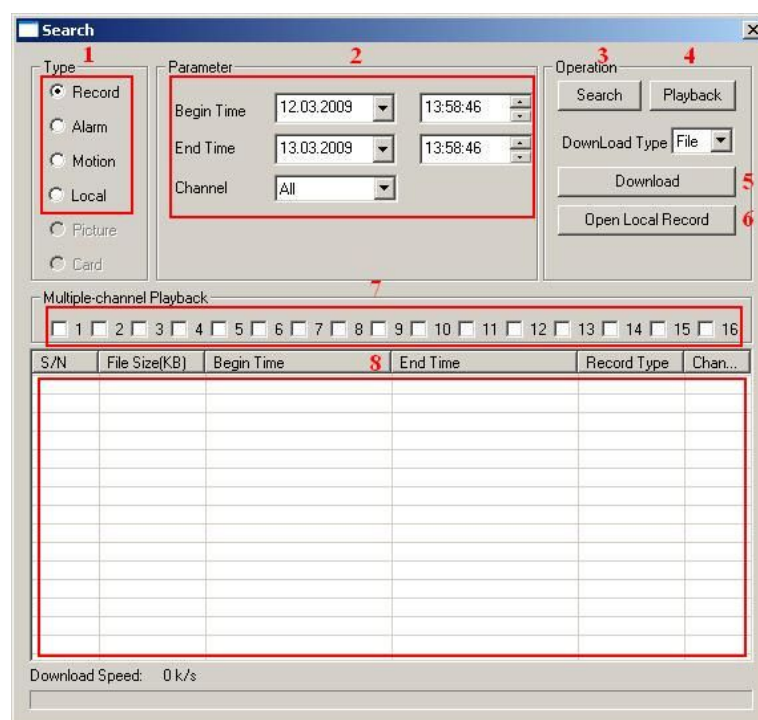 Search
1 2 3 4
Type Parameter Operation
Record
Alarm
Motion
Local
Picture
Card
Begin Time 12.03.2009 13:58:46
End Time 13.03.2009 13:58:46
Channel All
Search Playback
DownLoad Type File
Download 5
Open Local Record 6
7
Multiple-channel Playback
1 2 3 4 5 6 7 8 9 10 11 12 13 14 15 16
S/N File Size(KB) Begin Time 8 End Time Record Type Chan...
Download Speed: 0 k/s